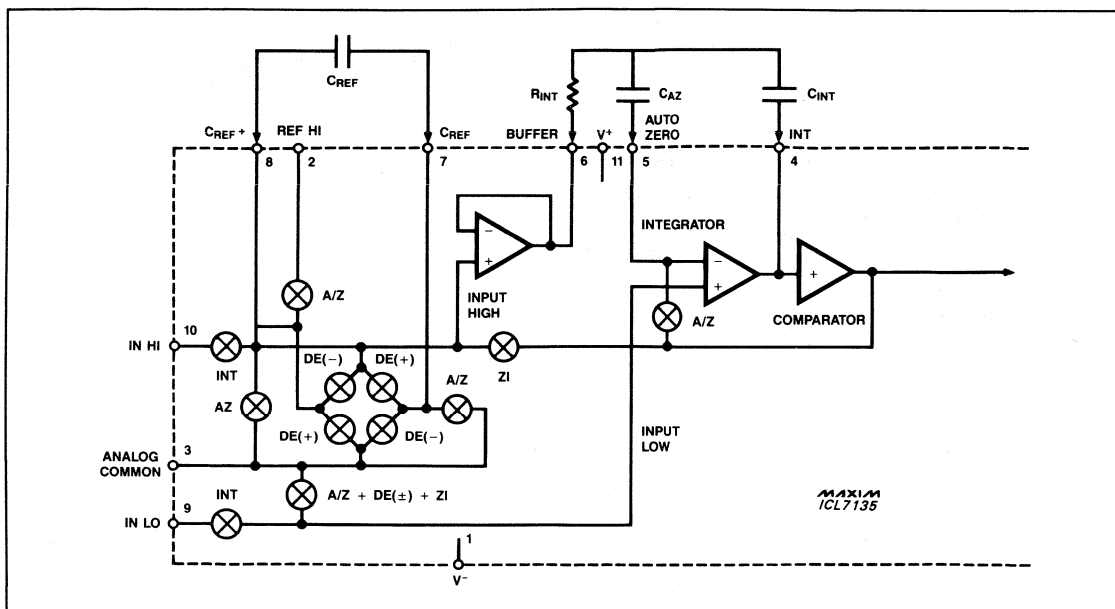 CREF
RINT
CAZ
CINT
CREF+
REF HI
CREF
BUFFER
V+
AUTO
ZERO
INT
8
2
7
6
11
5
4
INTEGRATOR
−
+
−
+
+
A/Z
INPUT
HIGH
A/Z
COMPARATOR
10
IN HI
INT
DE(−)
DE(+)
ZI
AZ
A/Z
DE(+)
DE(−)
INPUT
LOW
3
ANALOG
COMMON
INT
A/Z + DE(±) + ZI
9
IN LO
MAXIM
ICL7135
1
V−